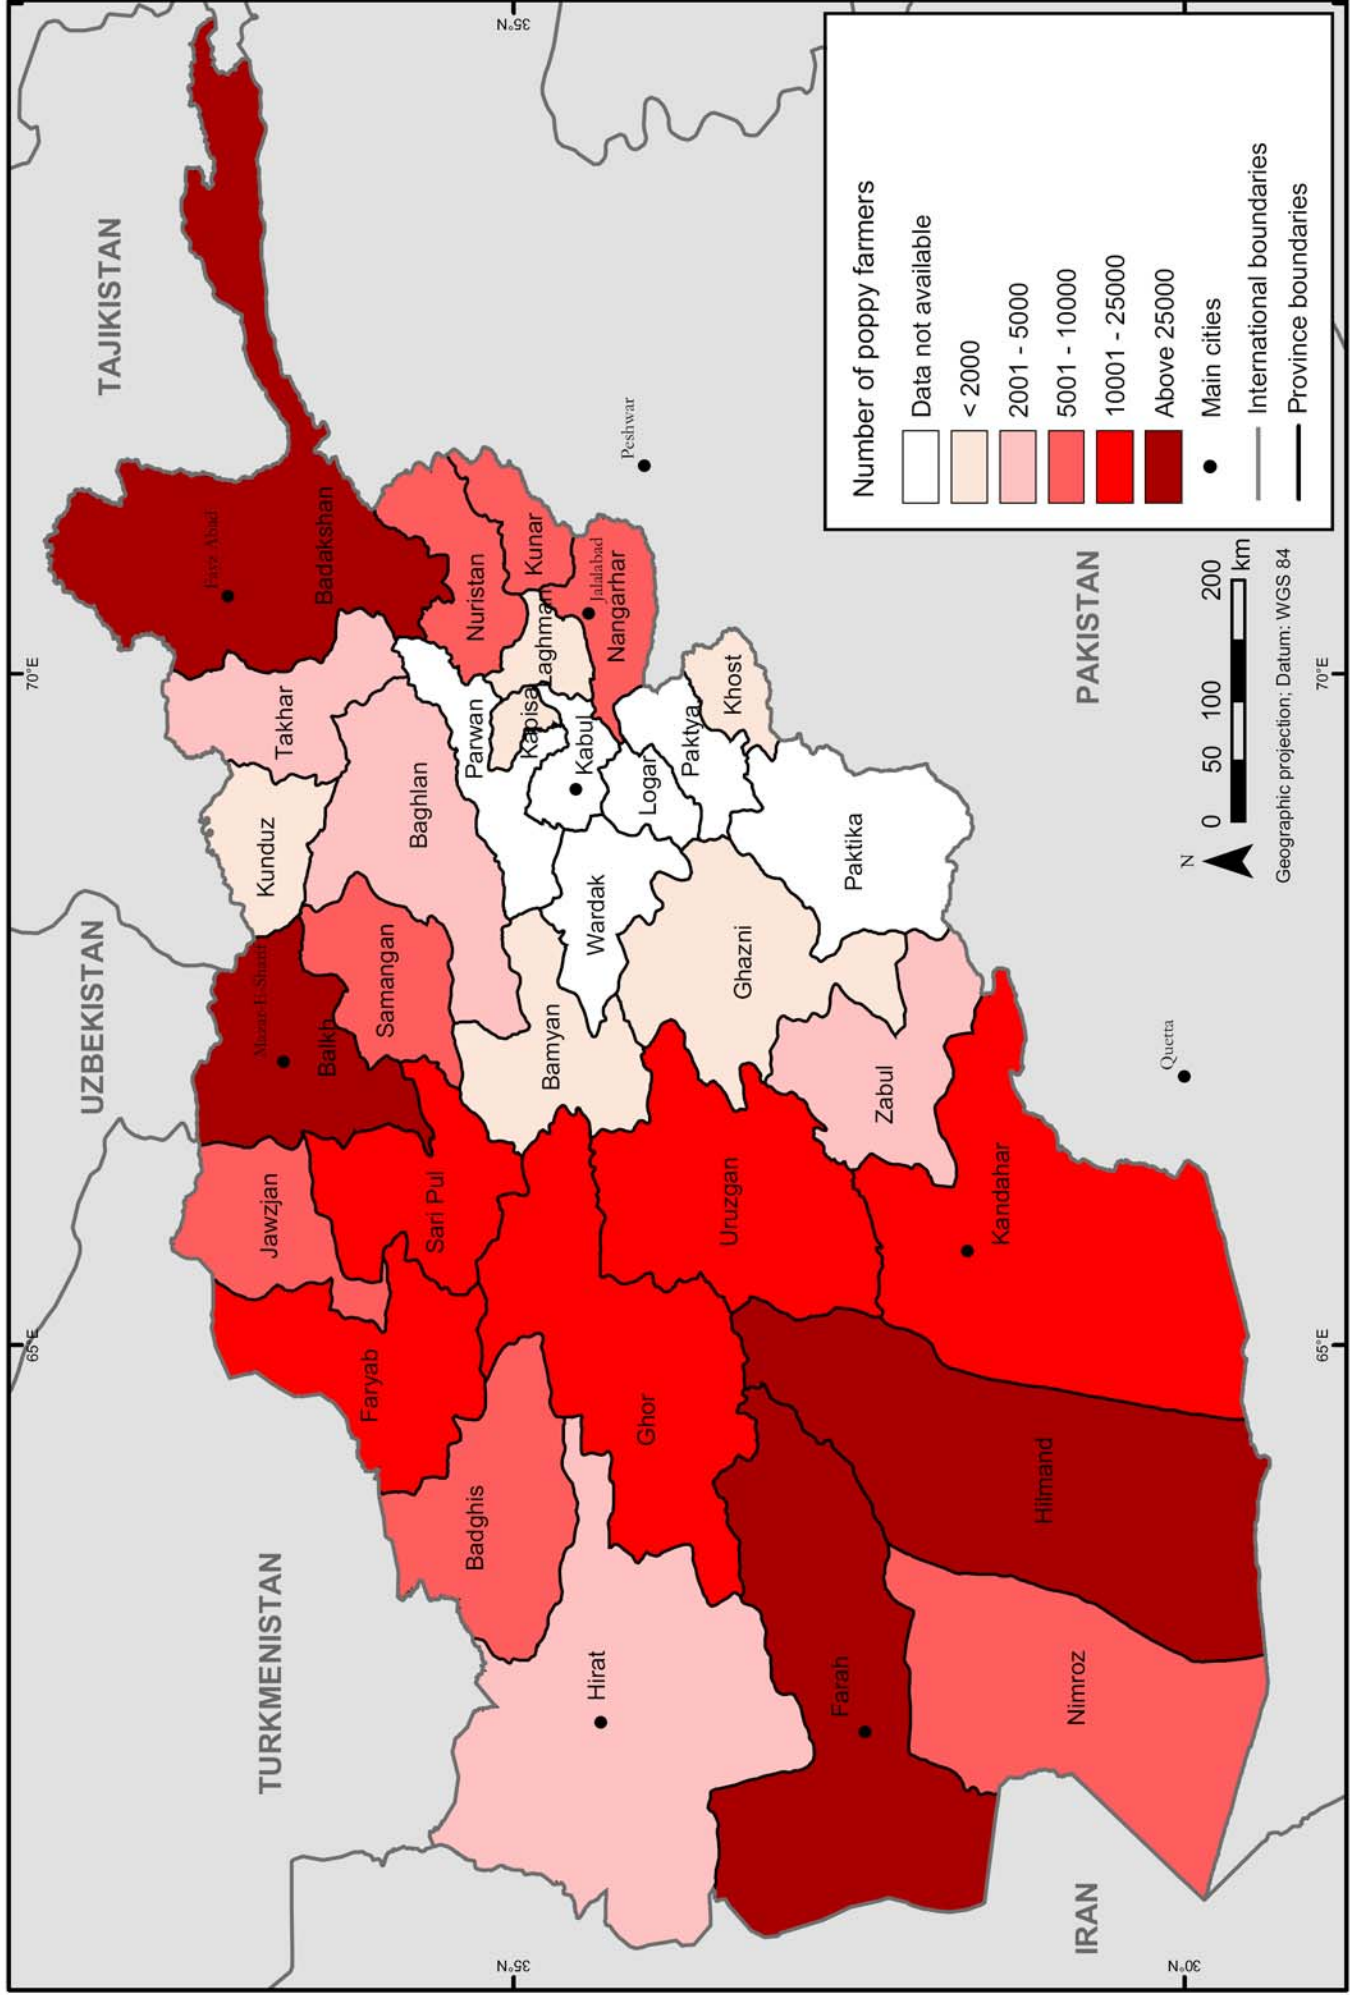 70°E
65°E
35°N
TAJIKISTAN
UZBEKISTAN
TURKMENISTAN
Fayz Abad
Badakshan
Takhar
Kunduz
Mazar-E-Sharif
Balkh
Jawzjan
Faryab
Samangan
Sari Pul
Baghlan
Badghis
Nuristan
Kunar
Laghman
Jalalabad
Nangarhar
Peshwar
Parwan
Kapisa
Kabul
Logar
Paktya
Khost
Wardak
Bamyan
Ghazni
Paktika
Hirat
Ghor
Uruzgan
Zabul
Farah
Kandahar
Hilmand
Nimroz
Quetta
PAKISTAN
IRAN
35°N
30°N
70°E
65°E
N
0 50 100 200
km
Geographic projection; Datum: WGS 84
Number of poppy farmers
Data not available
< 2000
2001 - 5000
5001 - 10000
10001 - 25000
Above 25000
Main cities
International boundaries
Province boundaries